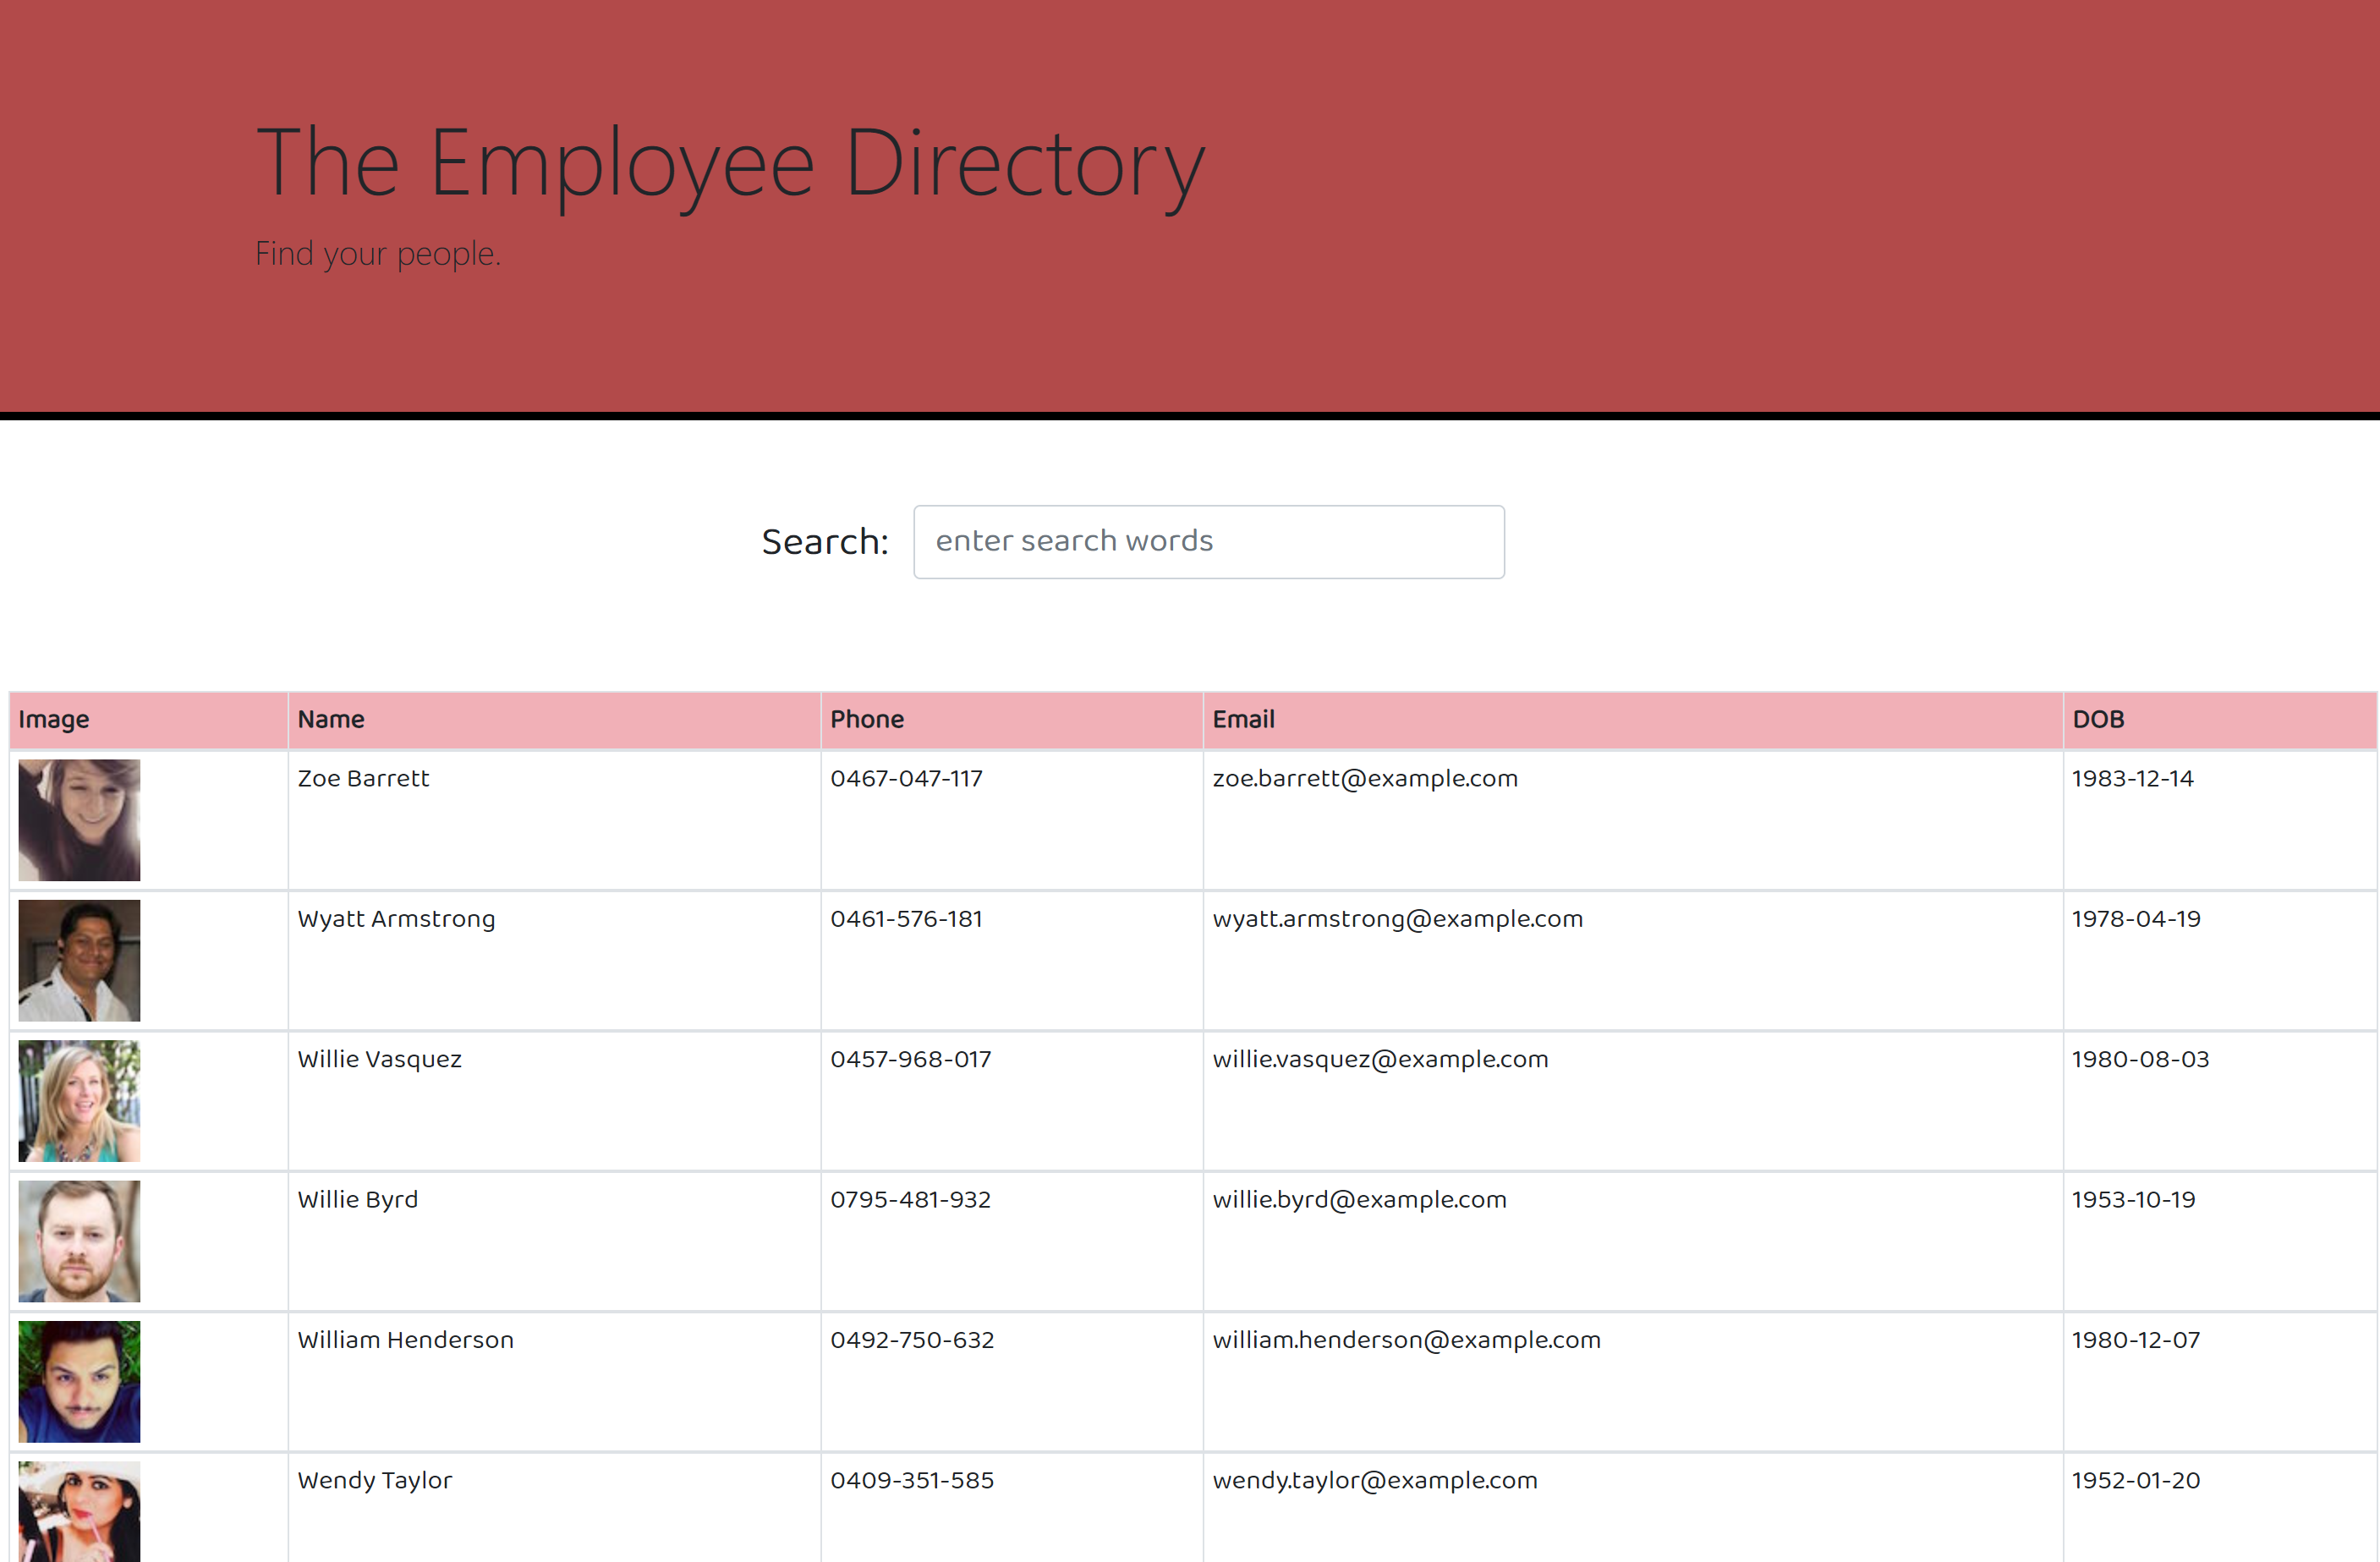 The Employee Directory
Find your people.
Search: enter search words
Image Name Phone Email DOB
Zoe Barrett 0467-047-117 zoe.barrett@example.com 1983-12-14
Wyatt Armstrong 0461-576-181 wyatt.armstrong@example.com 1978-04-19
Willie Vasquez 0457-968-017 willie.vasquez@example.com 1980-08-03
Willie Byrd 0795-481-932 willie.byrd@example.com 1953-10-19
William Henderson 0492-750-632 william.henderson@example.com 1980-12-07
Wendy Taylor 0409-351-585 wendy.taylor@example.com 1952-01-20